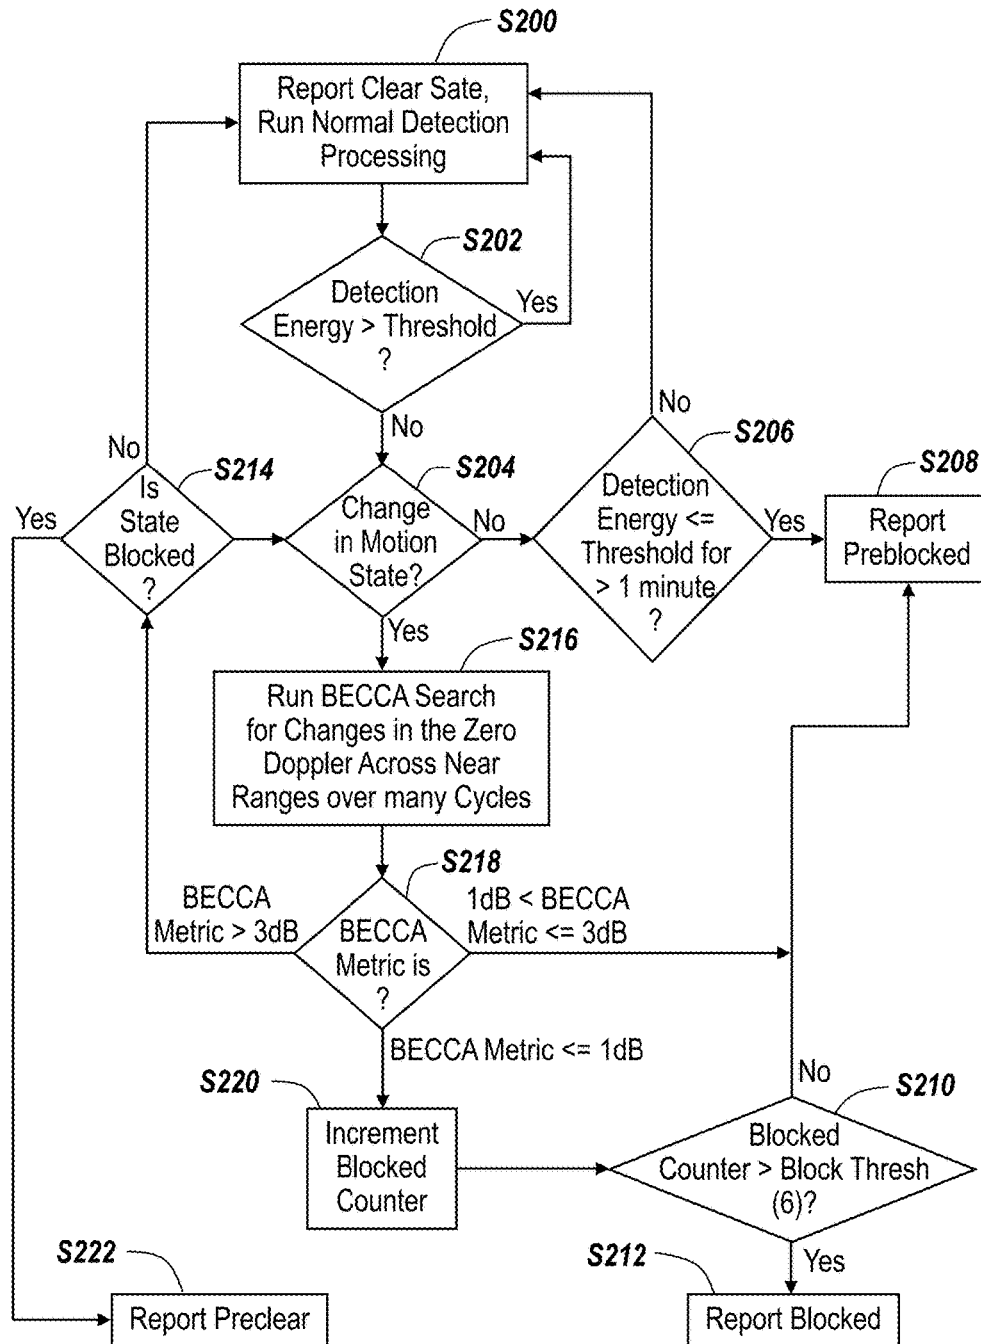 S200
Report Clear Sate,
Run Normal Detection
Processing
S202
Detection
Energy > Threshold
?
Yes
No
No
S214
Is
State
Blocked
?
Yes
S204
Change
in Motion
State?
No
Yes
No
S206
Detection
Energy <=
Threshold for
> 1 minute
?
Yes
S208
Report
Preblocked
S216
Run BECCA Search
for Changes in the Zero
Doppler Across Near
Ranges over many Cycles
S218
BECCA
Metric > 3dB
BECCA
Metric is
?
1dB < BECCA
Metric <= 3dB
BECCA Metric <= 1dB
S220
Increment
Blocked
Counter
No
S210
Blocked
Counter > Block Thresh
(6)?
Yes
S222
Report Preclear
S212
Report Blocked